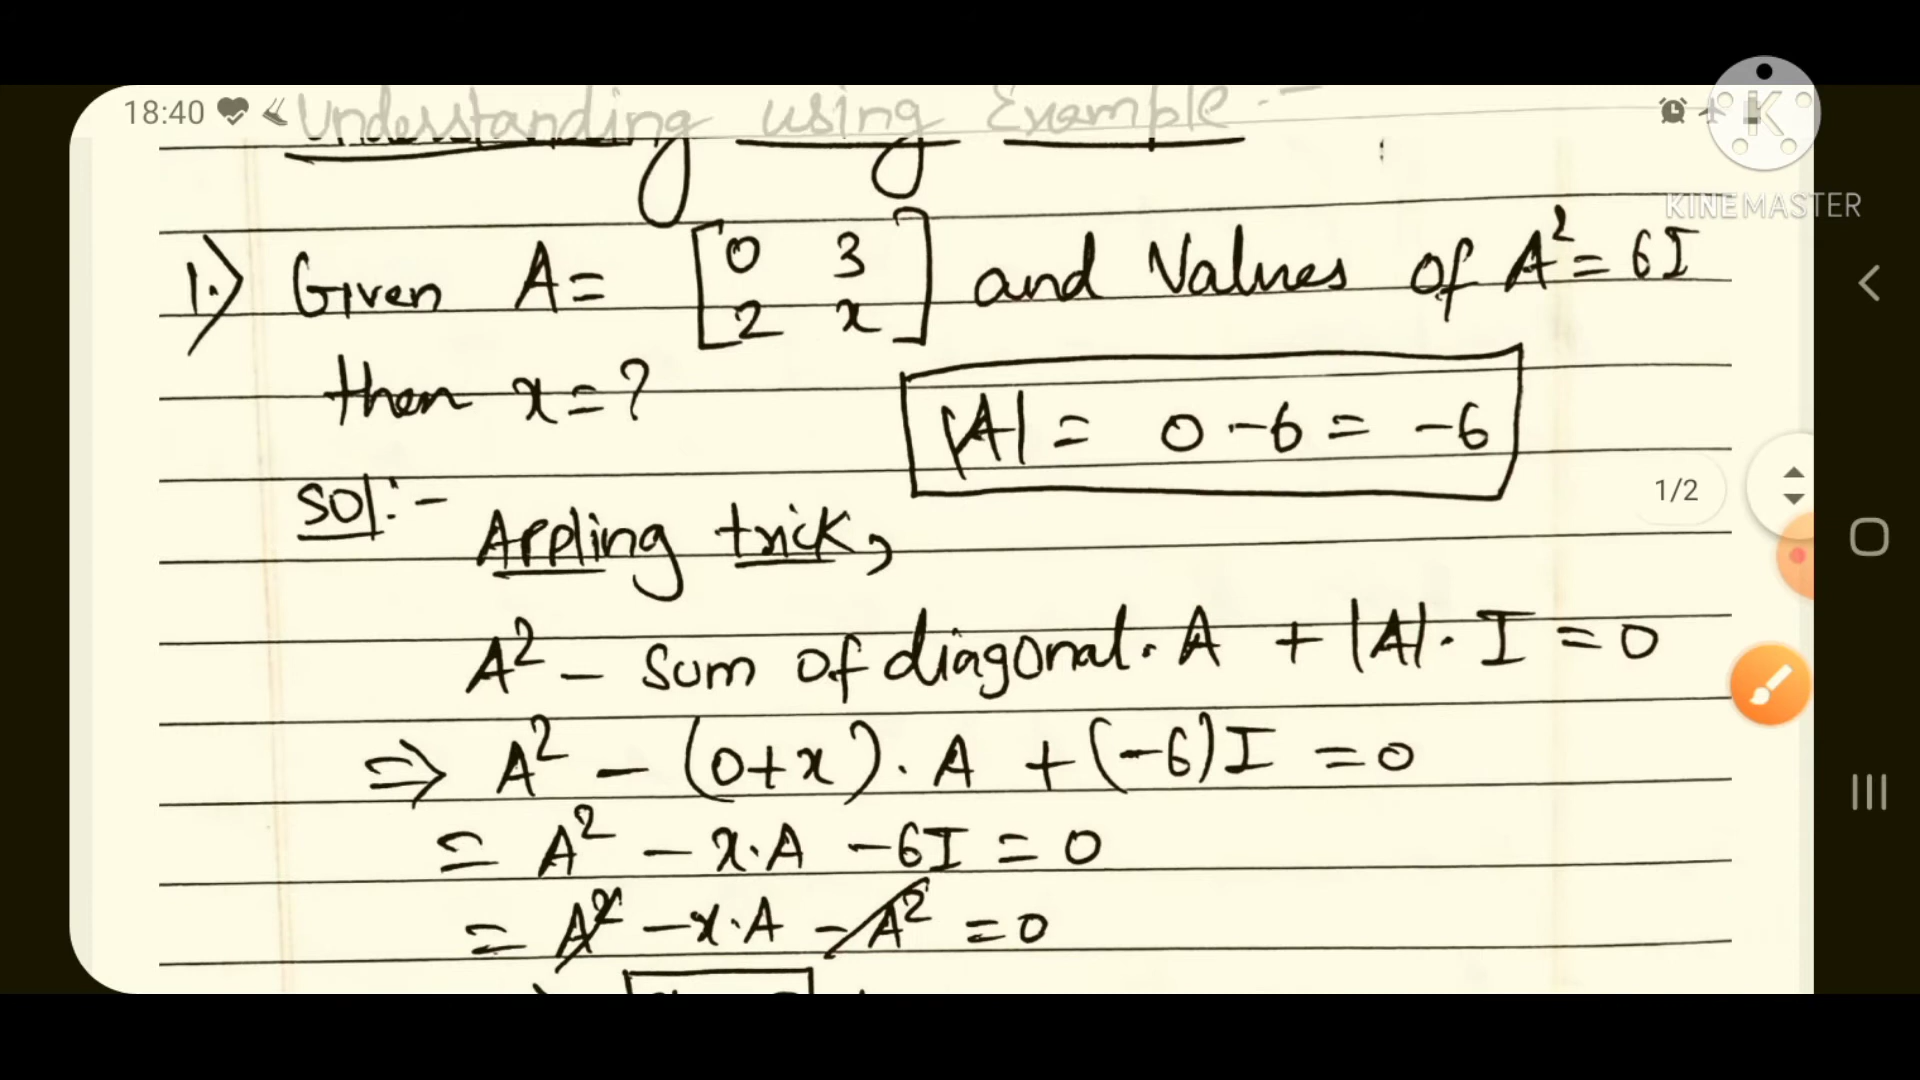 18:40
Understanding using Example :-
KINEMASTER
1.) Given A = [0 3 2 x] and Values of A² = 6I
then x = ?
|A| = 0 - 6 = -6
1/2
Sol :-
Appling trick,
A² - sum of diagonal . A + |A| . I = 0
⇒ A² - (0+x) . A + (-6) I = 0
= A² - x.A - 6I = 0
= A² - x.A - A² = 0